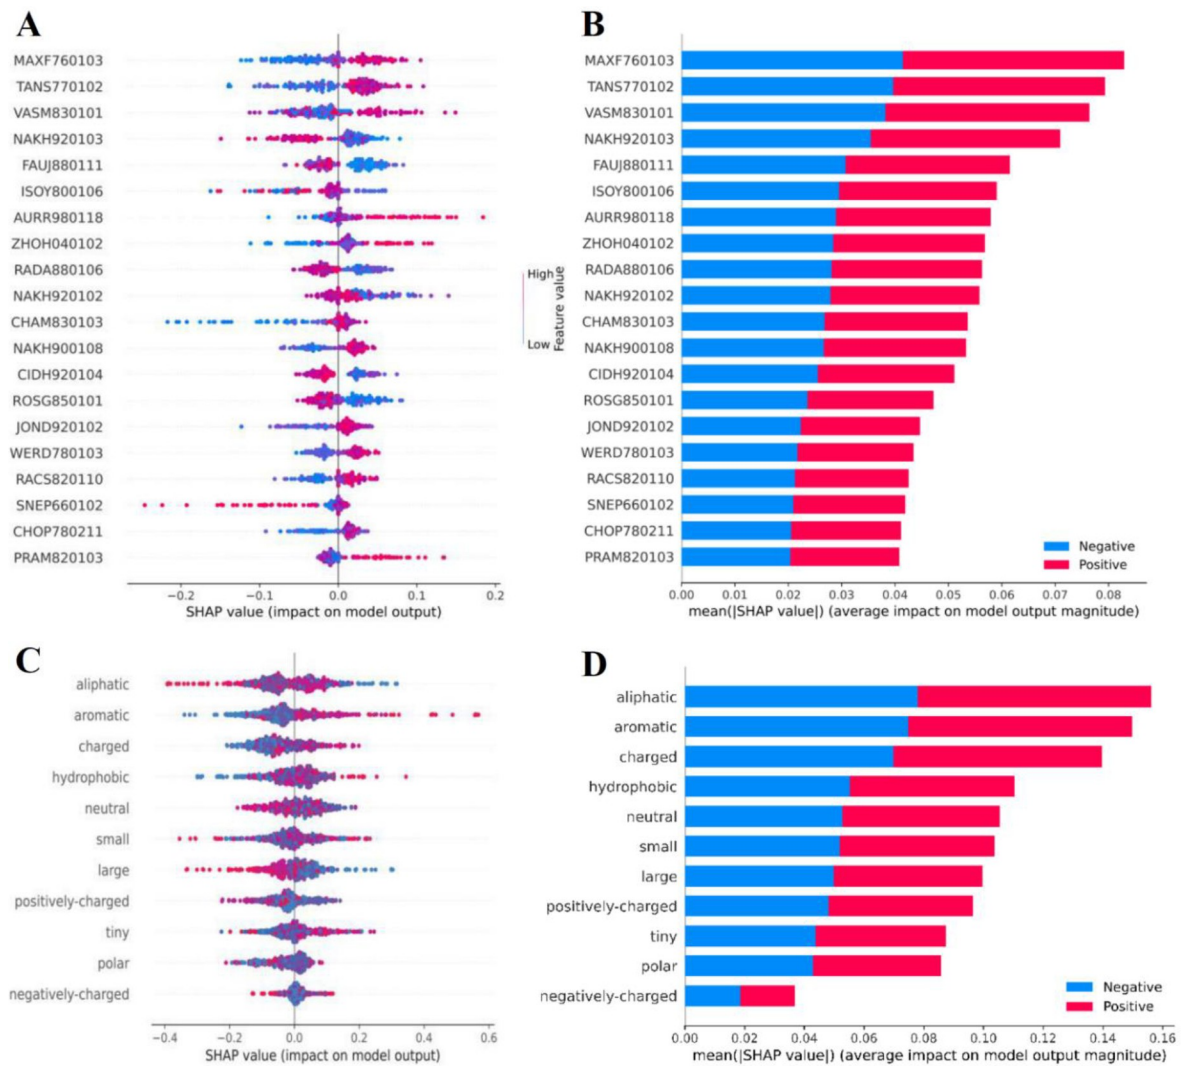 A
MAXF760103
TANS770102
VASM830101
NAKH920103
FAUJ880111
ISOY800106
AURR980118
ZHOH040102
RADA880106
NAKH920102
CHAM830103
NAKH900108
CIDH920104
ROSG850101
JOND920102
WERD780103
RACS820110
SNEP660102
CHOP780211
PRAM820103
−0.2 −0.1 0.0 0.1 0.2
SHAP value (impact on model output)
High
Low
Feature value
B
MAXF760103
TANS770102
VASM830101
NAKH920103
FAUJ880111
ISOY800106
AURR980118
ZHOH040102
RADA880106
NAKH920102
CHAM830103
NAKH900108
CIDH920104
ROSG850101
JOND920102
WERD780103
RACS820110
SNEP660102
CHOP780211
PRAM820103
Negative
Positive
0.00 0.01 0.02 0.03 0.04 0.05 0.06 0.07 0.08
mean(|SHAP value|) (average impact on model output magnitude)
C
aliphatic
aromatic
charged
hydrophobic
neutral
small
large
positively-charged
tiny
polar
negatively-charged
−0.4 −0.2 0.0 0.2 0.4 0.6
SHAP value (impact on model output)
D
aliphatic
aromatic
charged
hydrophobic
neutral
small
large
positively-charged
tiny
polar
negatively-charged
Negative
Positive
0.00 0.02 0.04 0.06 0.08 0.10 0.12 0.14 0.16
mean(|SHAP value|) (average impact on model output magnitude)